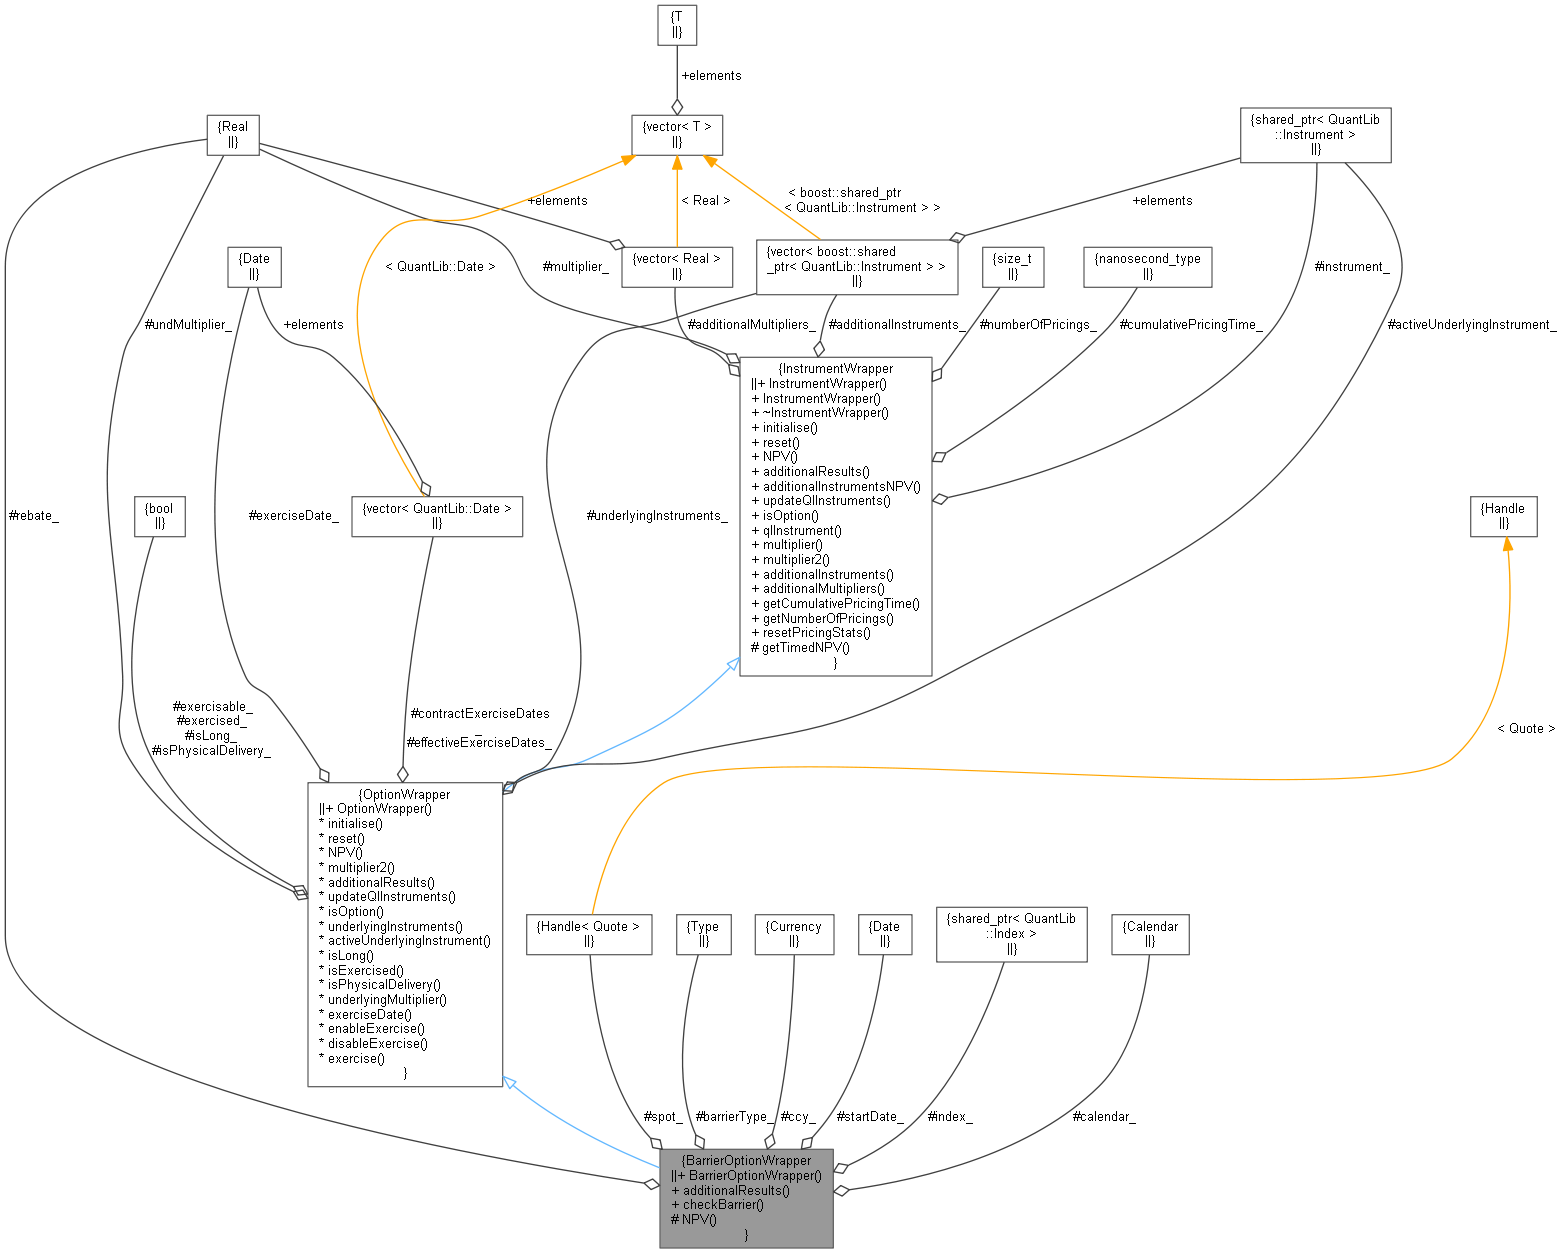 {T
||}
+elements
{Real
||}
{vector< T >
||}
{shared_ptr< QuantLib
::Instrument >
||}
+elements
< Real >
< boost::shared_ptr
< QuantLib::Instrument > >
+elements
{Date
||}
< QuantLib::Date >
#multiplier_
{vector< Real >
||}
{vector< boost::shared
_ptr< QuantLib::Instrument > >
||}
{size_t
||}
{nanosecond_type
||}
#instrument_
#undMultiplier_
+elements
#additionalMultipliers_
#additionalInstruments_
#numberOfPricings_
#cumulativePricingTime_
#activeUnderlyingInstrument_
{InstrumentWrapper
||+ InstrumentWrapper()
+ InstrumentWrapper()
+ ~InstrumentWrapper()
+ initialise()
+ reset()
+ NPV()
+ additionalResults()
+ additionalInstrumentsNPV()
+ updateQlInstruments()
+ isOption()
+ qlInstrument()
+ multiplier()
+ multiplier2()
+ additionalInstruments()
+ additionalMultipliers()
+ getCumulativePricingTime()
+ getNumberOfPricings()
+ resetPricingStats()
# getTimedNPV()
}
#rebate_
{bool
||}
#exerciseDate_
{vector< QuantLib::Date >
||}
#underlyingInstruments_
{Handle
||}
#exercisable_
#exercised_
#isLong_
#isPhysicalDelivery_
#contractExerciseDates
_
#effectiveExerciseDates_
< Quote >
{OptionWrapper
||+ OptionWrapper()
* initialise()
* reset()
* NPV()
* multiplier2()
* additionalResults()
* updateQlInstruments()
* isOption()
* underlyingInstruments()
* activeUnderlyingInstrument()
* isLong()
* isExercised()
* isPhysicalDelivery()
* underlyingMultiplier()
* exerciseDate()
* enableExercise()
* disableExercise()
* exercise()
}
{Handle< Quote >
||}
{Type
||}
{Currency
||}
{Date
||}
{shared_ptr< QuantLib
::Index >
||}
{Calendar
||}
#spot_
#barrierType_
#ccy_
#startDate_
#index_
#calendar_
{BarrierOptionWrapper
||+ BarrierOptionWrapper()
+ additionalResults()
+ checkBarrier()
# NPV()
}